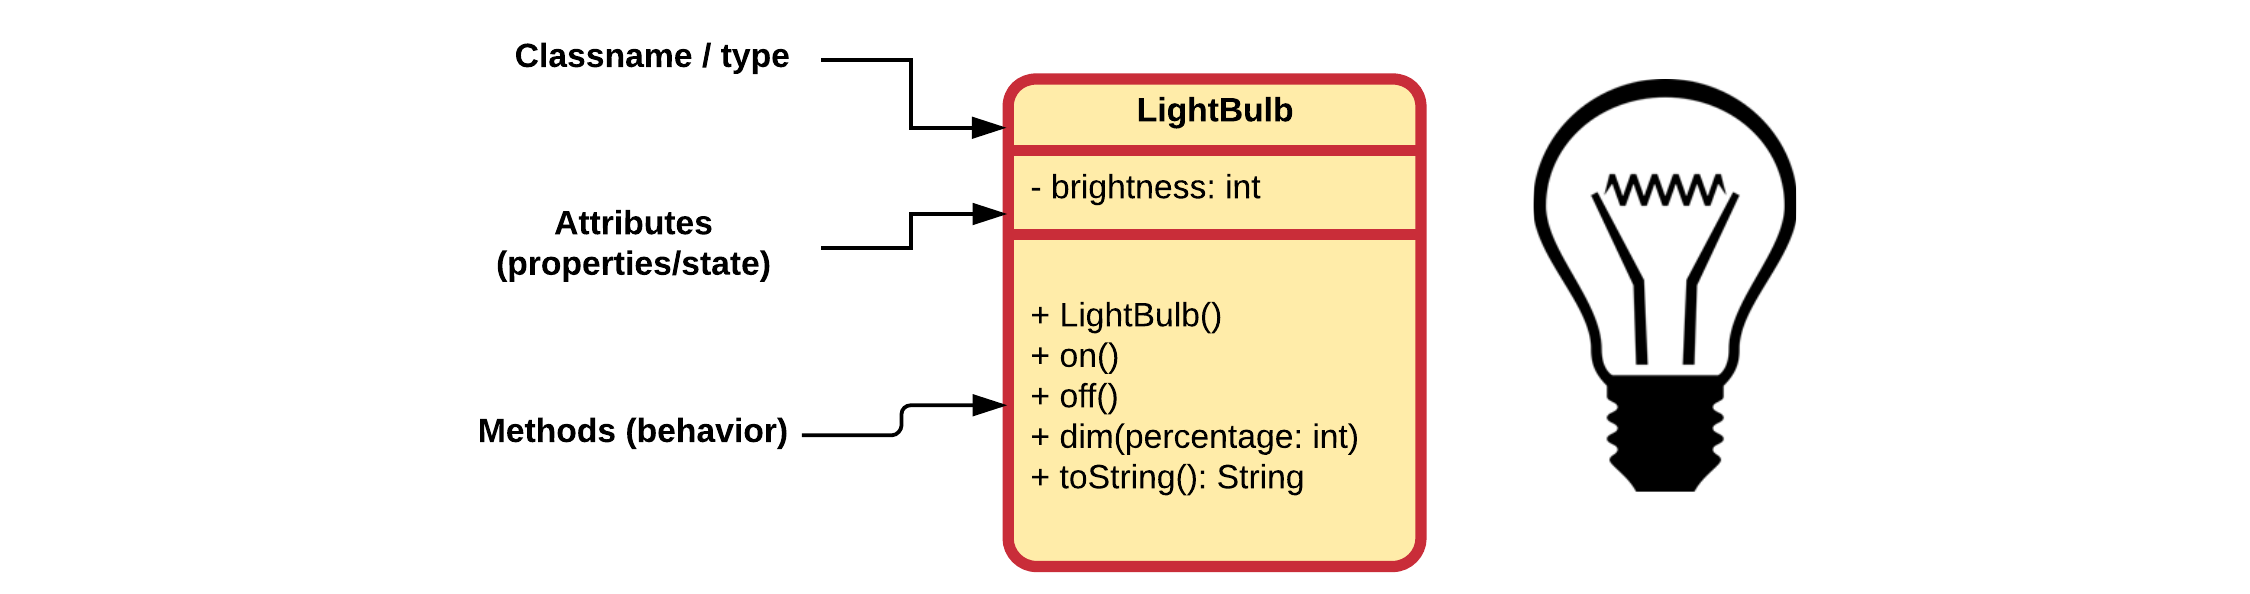 Classname / type
Attributes
(properties/state)
Methods (behavior)
LightBulb
- brightness: int
+ LightBulb()
+ on()
+ off()
+ dim(percentage: int)
+ toString(): String